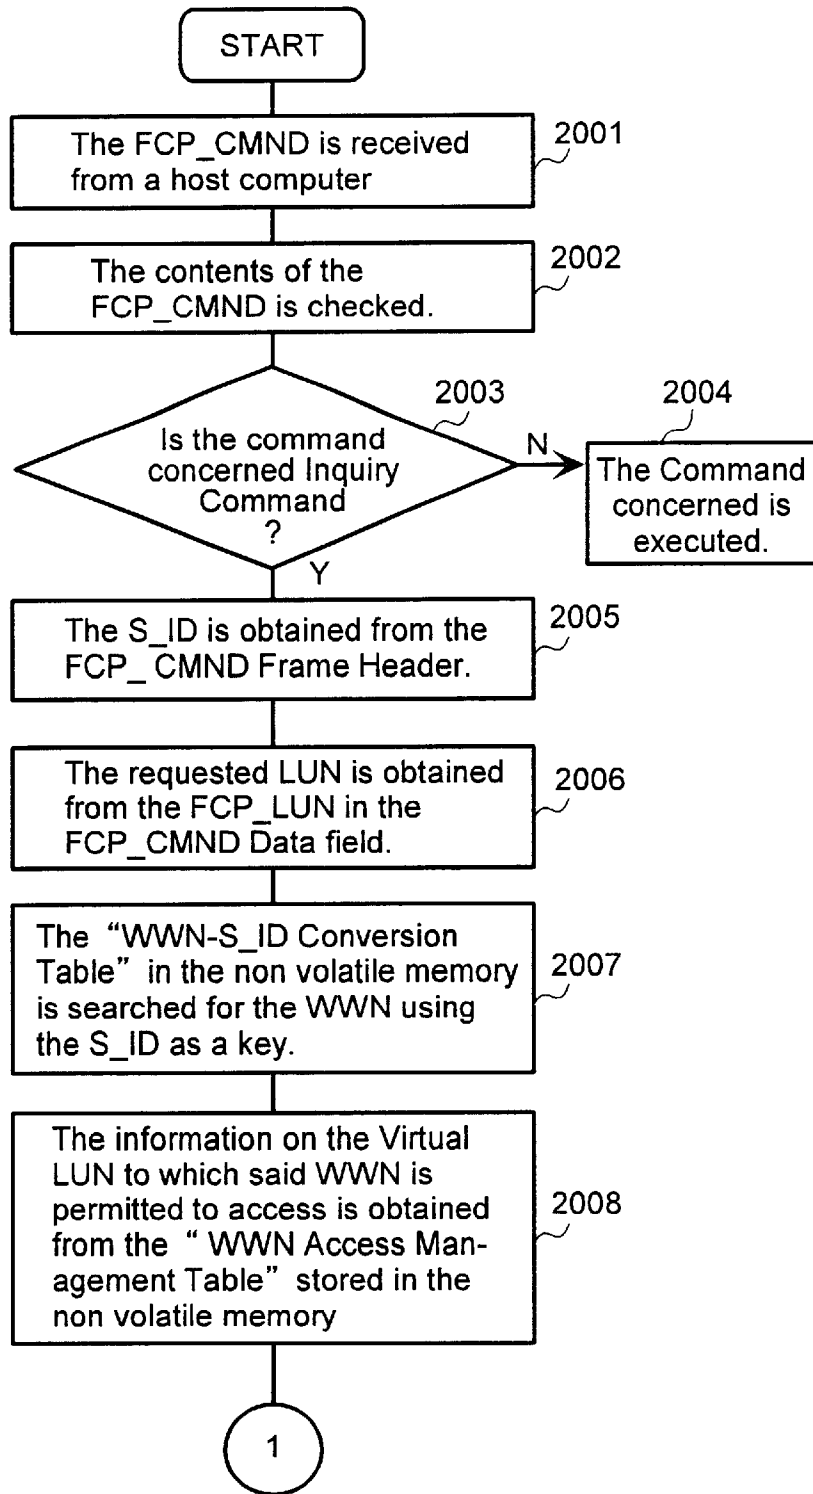 START
The FCP_CMND is received
from a host computer
2001
The contents of the
FCP_CMND is checked.
2002
Is the command
concerned Inquiry
Command
?
2003
N
Y
2004
The Command
concerned is
executed.
The S_ID is obtained from the
FCP_ CMND Frame Header.
2005
The requested LUN is obtained
from the FCP_LUN in the
FCP_CMND Data field.
2006
The “WWN-S_ID Conversion
Table” in the non volatile memory
is searched for the WWN using
the S_ID as a key.
2007
The information on the Virtual
LUN to which said WWN is
permitted to access is obtained
from the “ WWN Access Man-
agement Table” stored in the
non volatile memory
2008
1